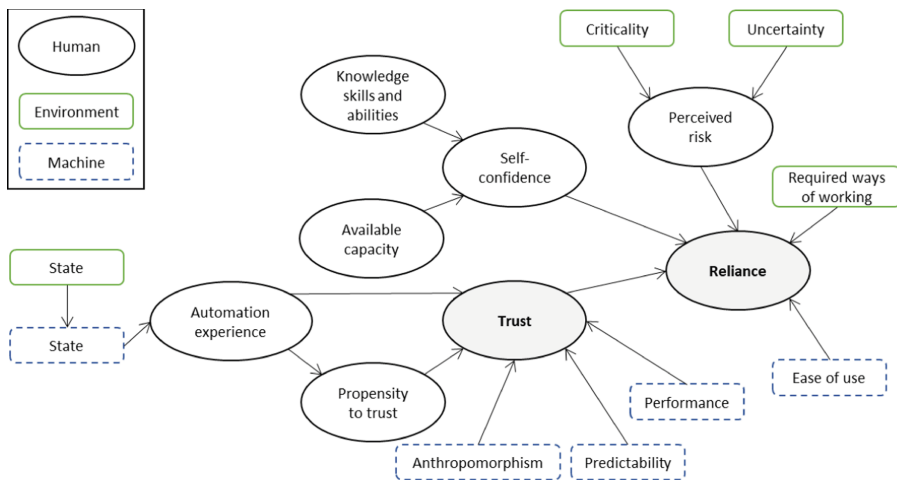 Human
Environment
Machine
Criticality
Uncertainty
Knowledge
skills and
abilities
Perceived
risk
Self-
confidence
Required ways
of working
Available
capacity
State
Reliance
Automation
experience
Trust
State
Propensity
to trust
Ease of use
Performance
Anthropomorphism
Predictability